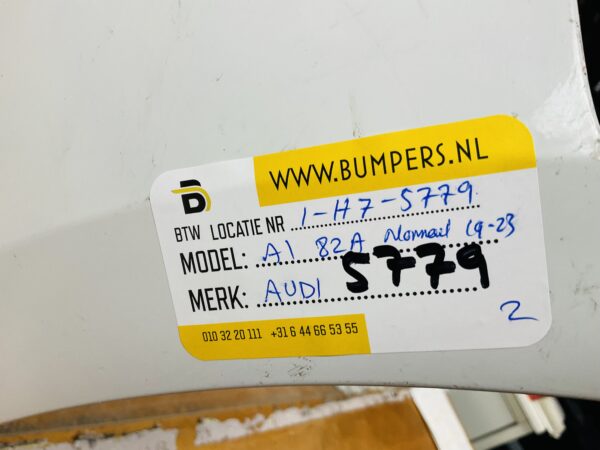 WWW.BUMPERS.NL
BTW LOCATIE NR 1-H7-5779
MODEL: A1 82A Nonnail 19-23
MERK: AUDI 5779
010 32 20 111 +31 6 44 66 53 55
2